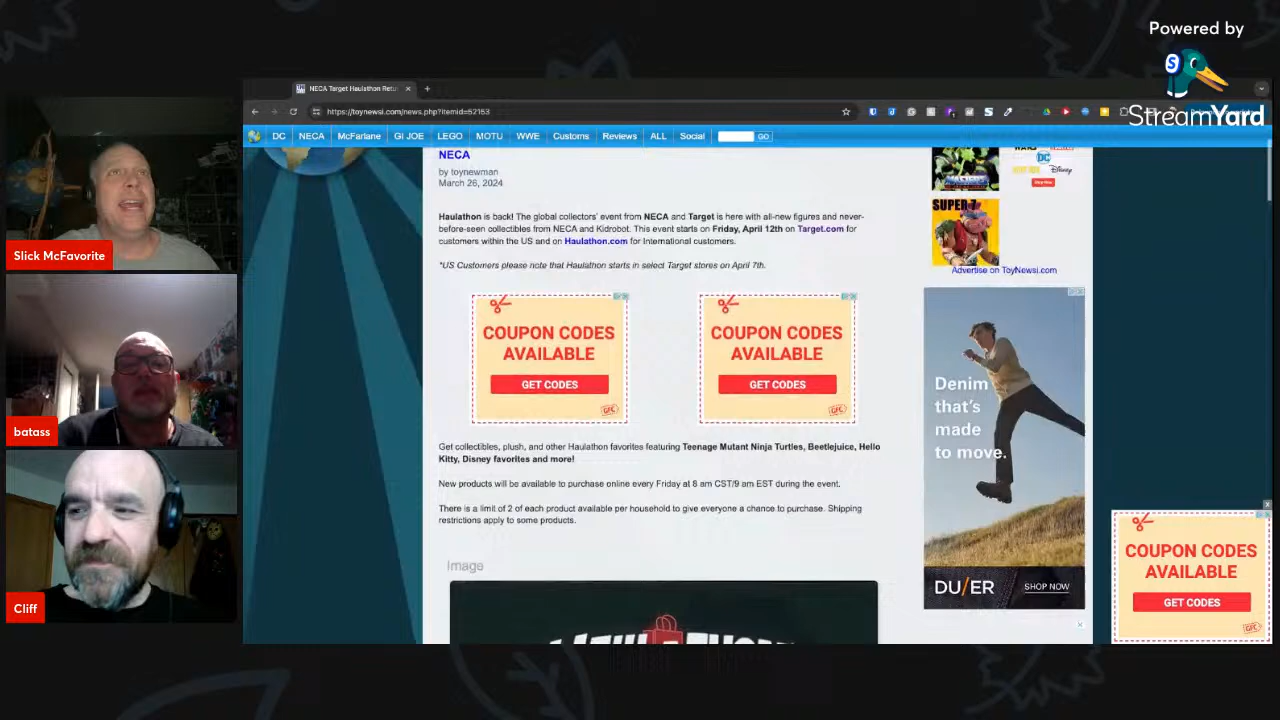 Powered by
StreamYard
NECA Target Haulathon Retu
https://toynewsi.com/news.php?itemid=52153
DC NECA McFarlane GI JOE LEGO MOTU WWE Customs Reviews ALL Social GO
NECA
by toynewman
March 26, 2024
Haulathon is back! The global collectors' event from NECA and Target is here with all-new figures and never-
before-seen collectibles from NECA and Kidrobot. This event starts on Friday, April 12th on Target.com for
customers within the US and on Haulathon.com for International customers.
*US Customers please note that Haulathon starts in select Target stores on April 7th.
COUPON CODES
AVAILABLE
GET CODES
GFC
COUPON CODES
AVAILABLE
GET CODES
GFC
Get collectibles, plush, and other Haulathon favorites featuring Teenage Mutant Ninja Turtles, Beetlejuice, Hello
Kitty, Disney favorites and more!
New products will be available to purchase online every Friday at 8 am CST/9 am EST during the event.
There is a limit of 2 of each product available per household to give everyone a chance to purchase. Shipping
restrictions apply to some products.
Image
DC
Disney
SUPER 7
Advertise on ToyNewsi.com
Denim
that's
made
to move.
DU/ER
SHOP NOW
COUPON CODES
AVAILABLE
GET CODES
GFC
Slick McFavorite
batass
Cliff